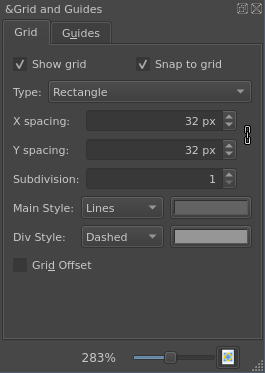 &Grid and Guides
Grid Guides
Show grid Snap to grid
Type: Rectangle
X spacing: 32 px
Y spacing: 32 px
Subdivision: 1
Main Style: Lines
Div Style: Dashed
Grid Offset
283%